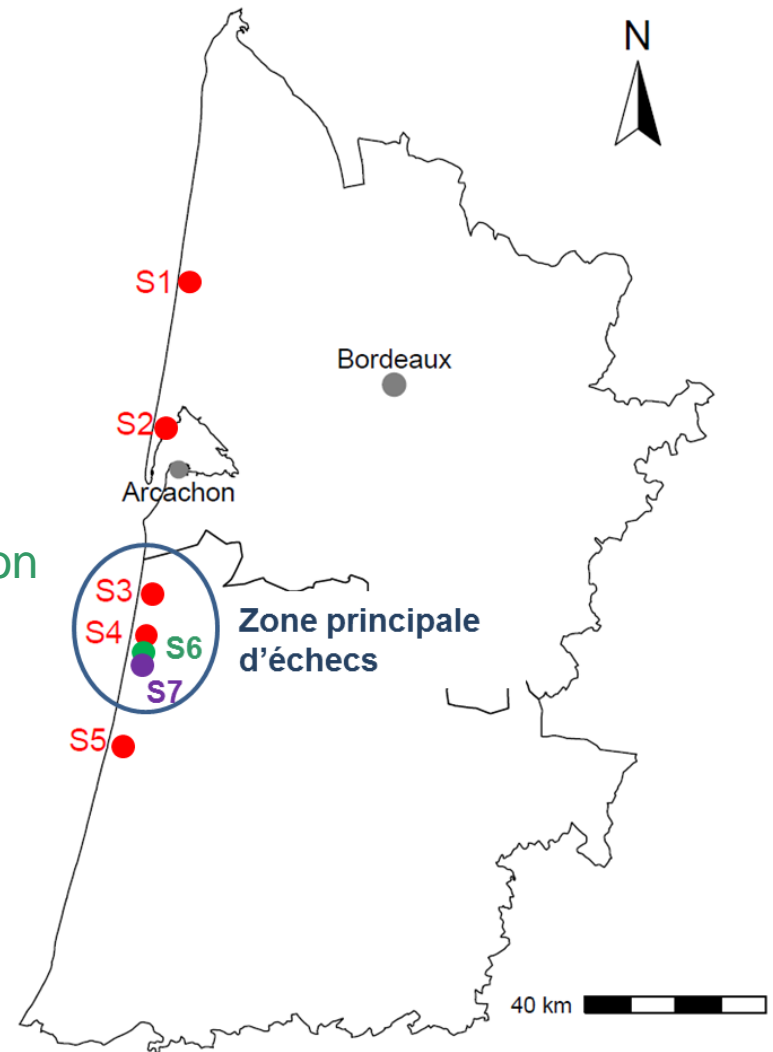 N
S1
Bordeaux
S2
Arcachon
on
S3
Zone principale
d'échecs
S4
S6
S7
S5
40 km